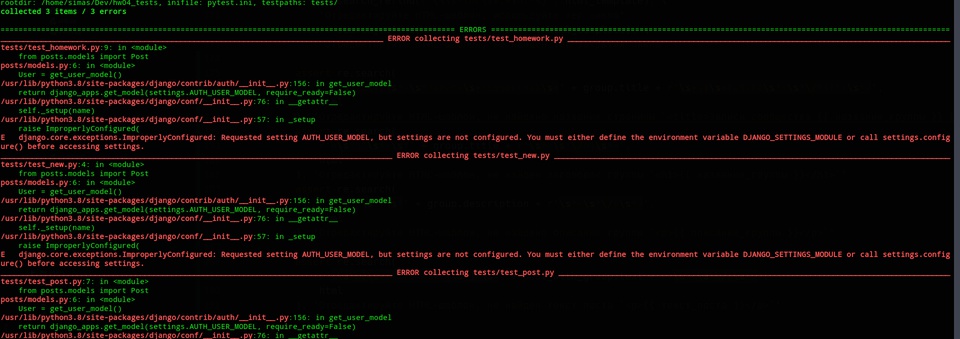 rootdir: /home/simas/Dev/hw04_tests, inifile: pytest.ini, testpaths: tests/
collected 3 items / 3 errors
==================== ERRORS ====================
____________________ ERROR collecting tests/test_homework.py ____________________
tests/test_homework.py:9: in <module>
    from posts.models import Post
posts/models.py:6: in <module>
    User = get_user_model()
/usr/lib/python3.8/site-packages/django/contrib/auth/__init__.py:156: in get_user_model
    return django_apps.get_model(settings.AUTH_USER_MODEL, require_ready=False)
/usr/lib/python3.8/site-packages/django/conf/__init__.py:76: in __getattr__
    self._setup(name)
/usr/lib/python3.8/site-packages/django/conf/__init__.py:57: in _setup
    raise ImproperlyConfigured(
E   django.core.exceptions.ImproperlyConfigured: Requested setting AUTH_USER_MODEL, but settings are not configured. You must either define the environment variable DJANGO_SETTINGS_MODULE or call settings.config
ure() before accessing settings.
____________________ ERROR collecting tests/test_new.py ____________________
tests/test_new.py:4: in <module>
    from posts.models import Post
posts/models.py:6: in <module>
    User = get_user_model()
/usr/lib/python3.8/site-packages/django/contrib/auth/__init__.py:156: in get_user_model
    return django_apps.get_model(settings.AUTH_USER_MODEL, require_ready=False)
/usr/lib/python3.8/site-packages/django/conf/__init__.py:76: in __getattr__
    self._setup(name)
/usr/lib/python3.8/site-packages/django/conf/__init__.py:57: in _setup
    raise ImproperlyConfigured(
E   django.core.exceptions.ImproperlyConfigured: Requested setting AUTH_USER_MODEL, but settings are not configured. You must either define the environment variable DJANGO_SETTINGS_MODULE or call settings.config
ure() before accessing settings.
____________________ ERROR collecting tests/test_post.py ____________________
tests/test_post.py:7: in <module>
    from posts.models import Post
posts/models.py:6: in <module>
    User = get_user_model()
/usr/lib/python3.8/site-packages/django/contrib/auth/__init__.py:156: in get_user_model
    return django_apps.get_model(settings.AUTH_USER_MODEL, require_ready=False)
/usr/lib/python3.8/site-packages/django/conf/__init__.py:76: in __getattr__